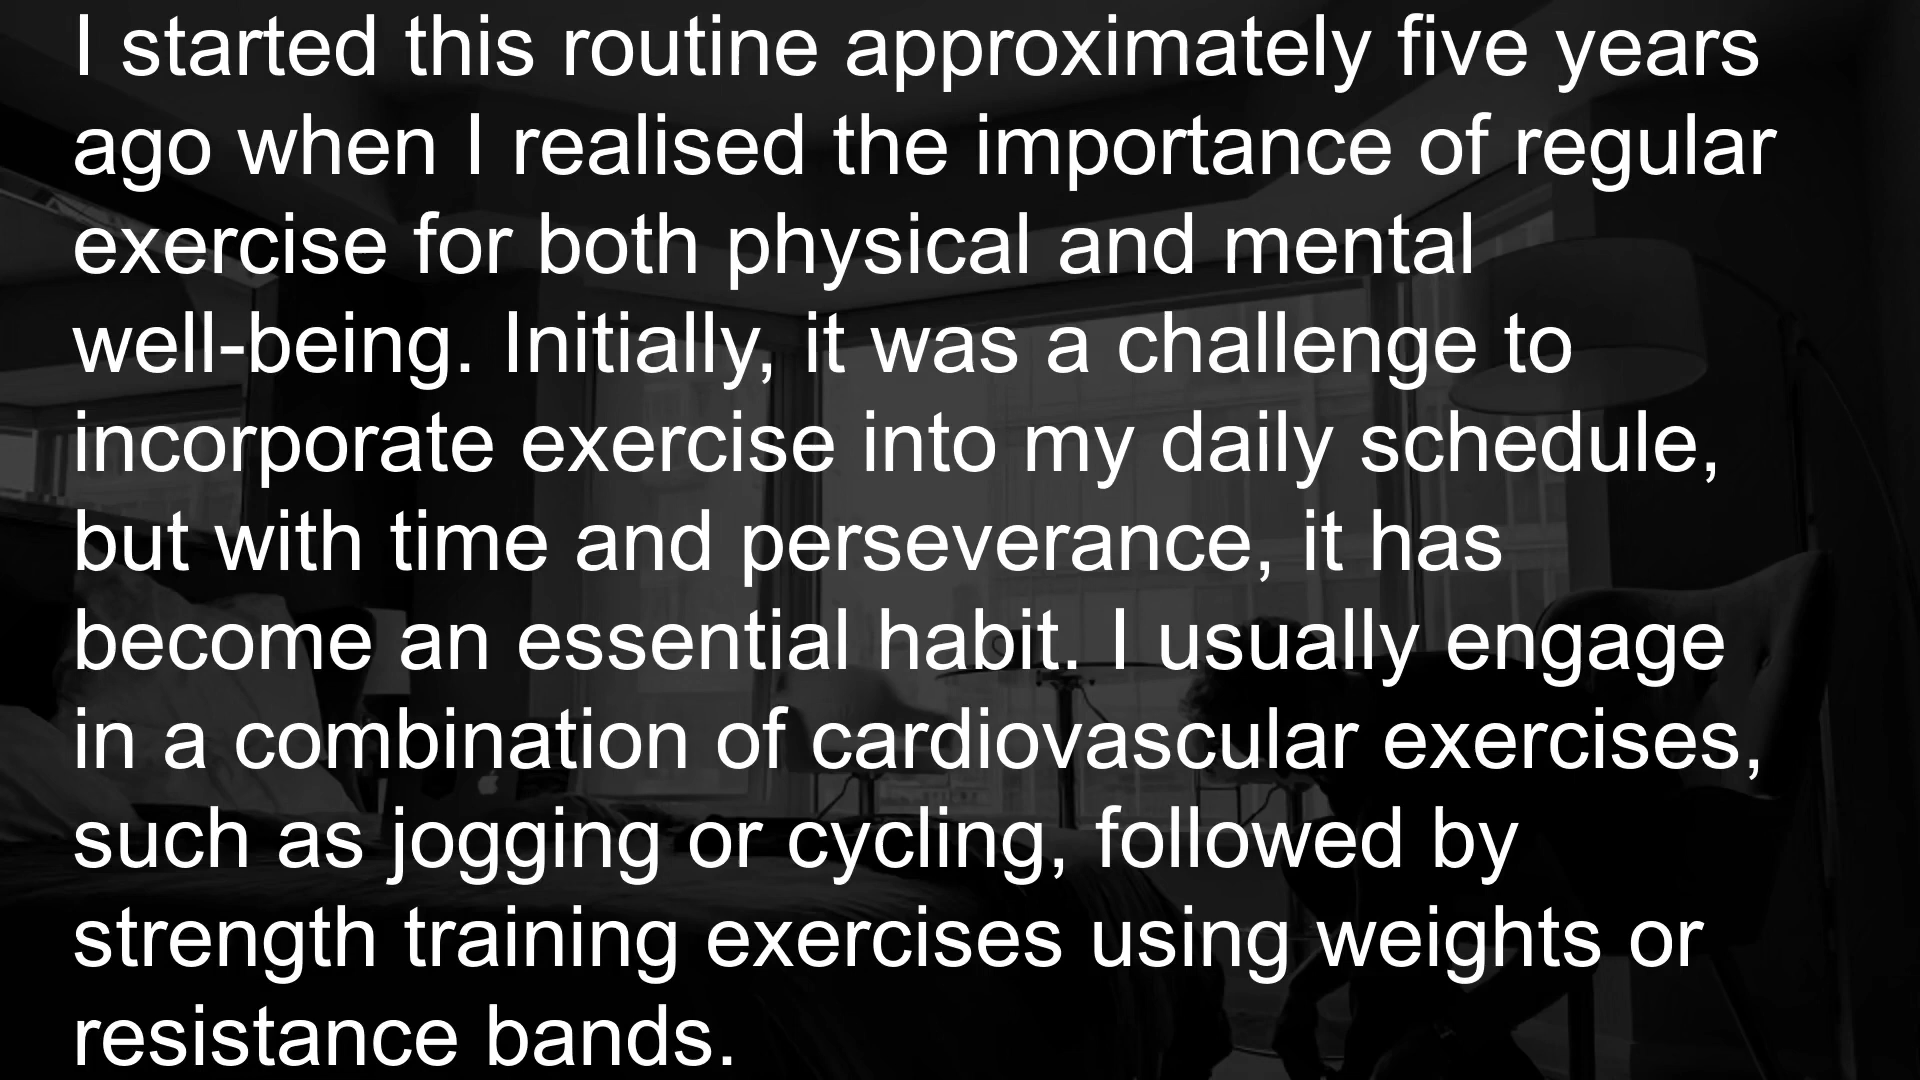 I started this routine approximately five years
ago when I realised the importance of regular
exercise for both physical and mental
well-being. Initially, it was a challenge to
incorporate exercise into my daily schedule,
but with time and perseverance, it has
become an essential habit. I usually engage
in a combination of cardiovascular exercises,
such as jogging or cycling, followed by
strength training exercises using weights or
resistance bands.